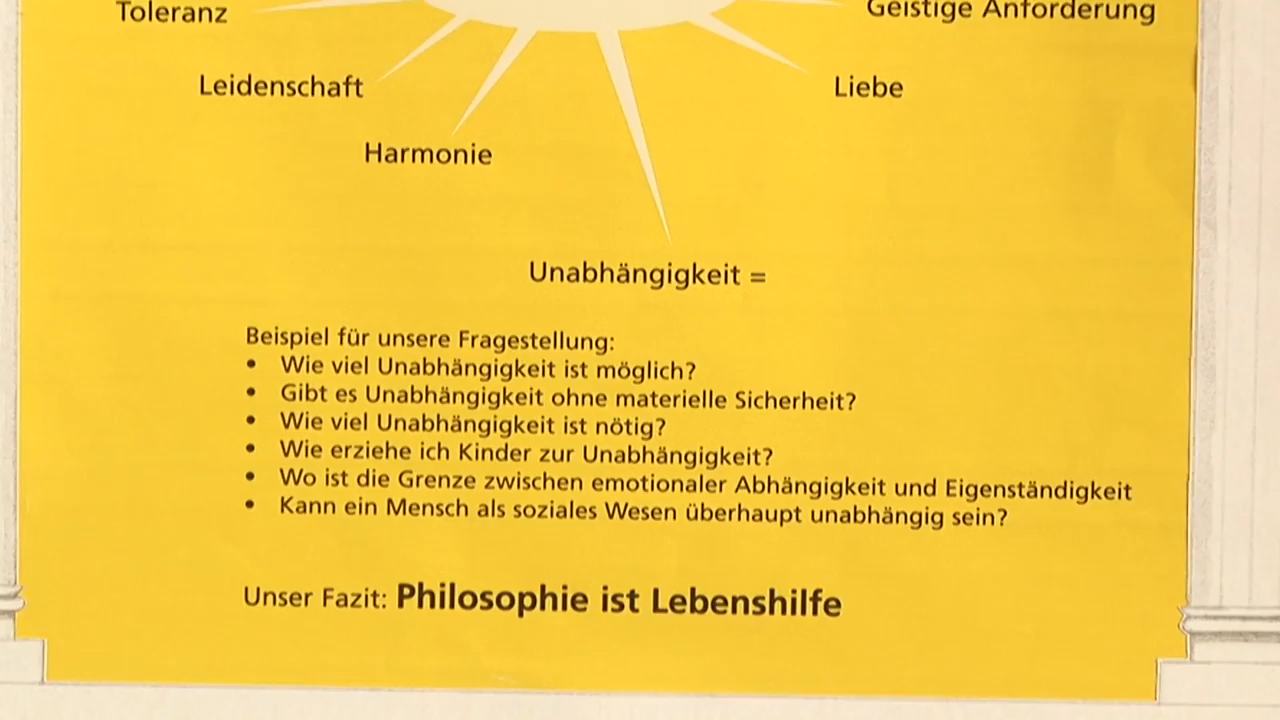 Toleranz
Geistige Anforderung
Leidenschaft
Liebe
Harmonie
Unabhängigkeit =
Beispiel für unsere Fragestellung:
• Wie viel Unabhängigkeit ist möglich?
• Gibt es Unabhängigkeit ohne materielle Sicherheit?
• Wie viel Unabhängigkeit ist nötig?
• Wie erziehe ich Kinder zur Unabhängigkeit?
• Wo ist die Grenze zwischen emotionaler Abhängigkeit und Eigenständigkeit
• Kann ein Mensch als soziales Wesen überhaupt unabhängig sein?
Unser Fazit: Philosophie ist Lebenshilfe